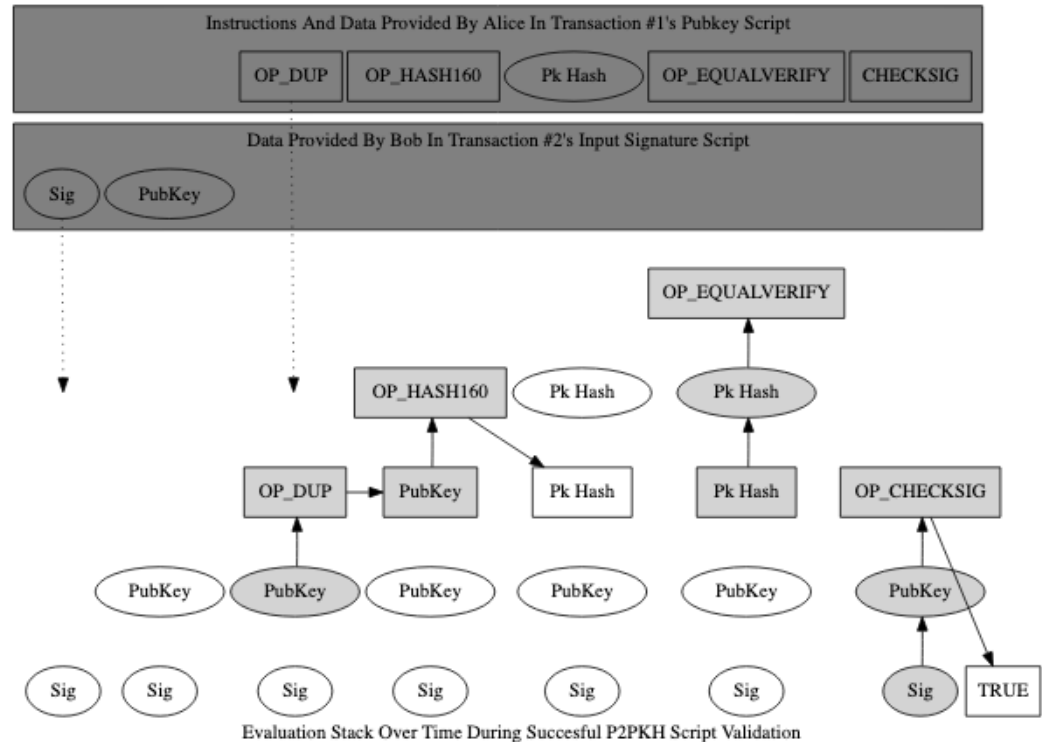 Instructions And Data Provided By Alice In Transaction #1's Pubkey Script
OP_DUP OP_HASH160 Pk Hash OP_EQUALVERIFY CHECKSIG
Data Provided By Bob In Transaction #2's Input Signature Script
Sig PubKey
OP_EQUALVERIFY
OP_HASH160 Pk Hash Pk Hash
OP_DUP PubKey Pk Hash Pk Hash OP_CHECKSIG
PubKey PubKey PubKey PubKey PubKey PubKey
Sig Sig Sig Sig Sig Sig Sig TRUE
Evaluation Stack Over Time During Succesful P2PKH Script Validation